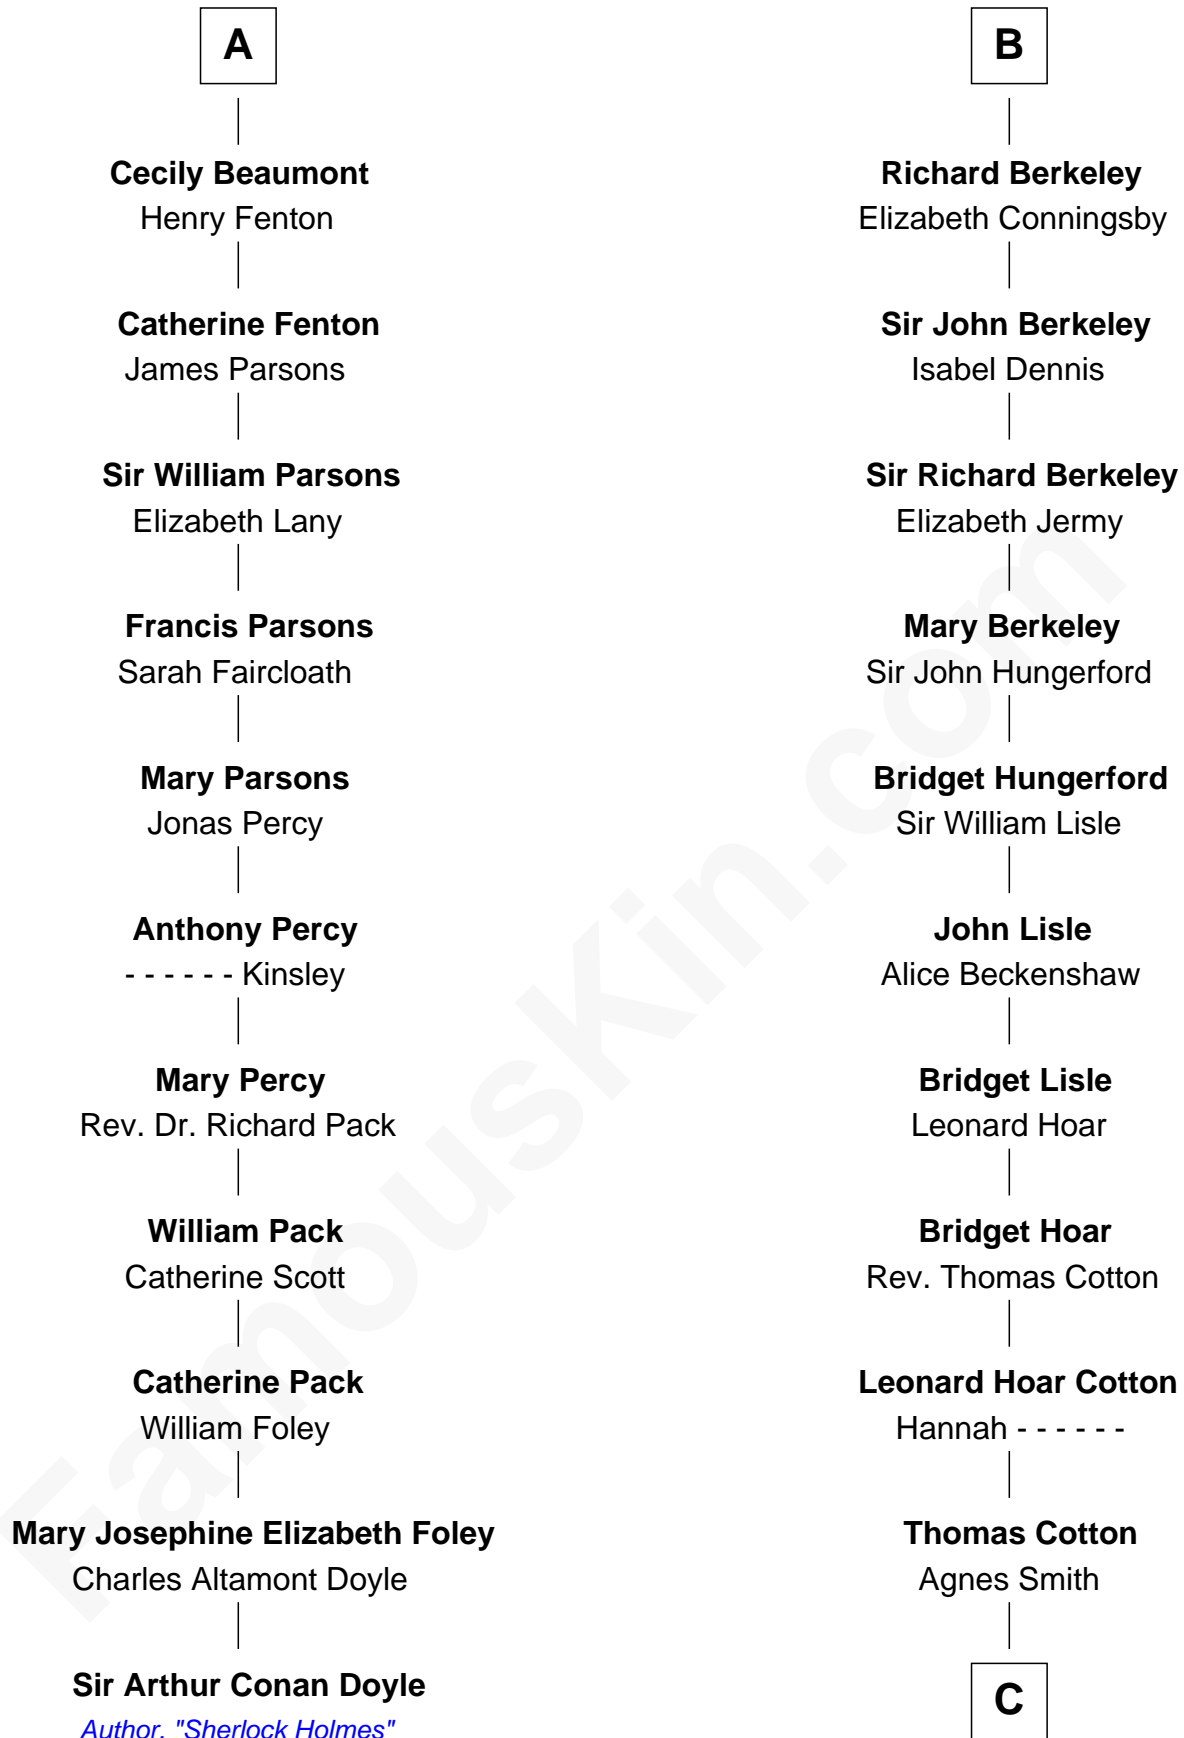 A
Cecily Beaumont
Henry Fenton
Catherine Fenton
James Parsons
Sir William Parsons
Elizabeth Lany
Francis Parsons
Sarah Faircloath
Mary Parsons
Jonas Percy
Anthony Percy
- - - - - - Kinsley
Mary Percy
Rev. Dr. Richard Pack
William Pack
Catherine Scott
Catherine Pack
William Foley
Mary Josephine Elizabeth Foley
Charles Altamont Doyle
Sir Arthur Conan Doyle
Author, "Sherlock Holmes"
B
Richard Berkeley
Elizabeth Conningsby
Sir John Berkeley
Isabel Dennis
Sir Richard Berkeley
Elizabeth Jermy
Mary Berkeley
Sir John Hungerford
Bridget Hungerford
Sir William Lisle
John Lisle
Alice Beckenshaw
Bridget Lisle
Leonard Hoar
Bridget Hoar
Rev. Thomas Cotton
Leonard Hoar Cotton
Hannah - - - - - -
Thomas Cotton
Agnes Smith
C
FamousKin.com